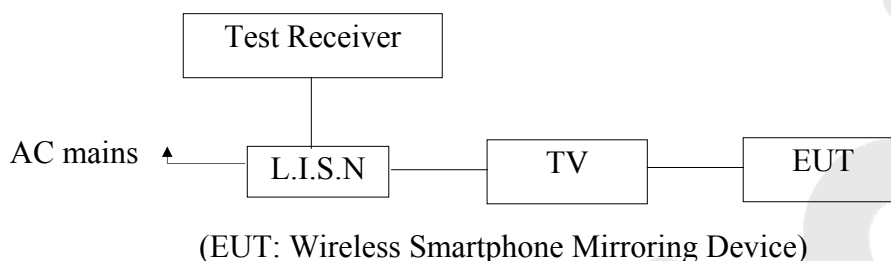 Test Receiver
AC mains
L.I.S.N
TV
EUT
(EUT: Wireless Smartphone Mirroring Device)